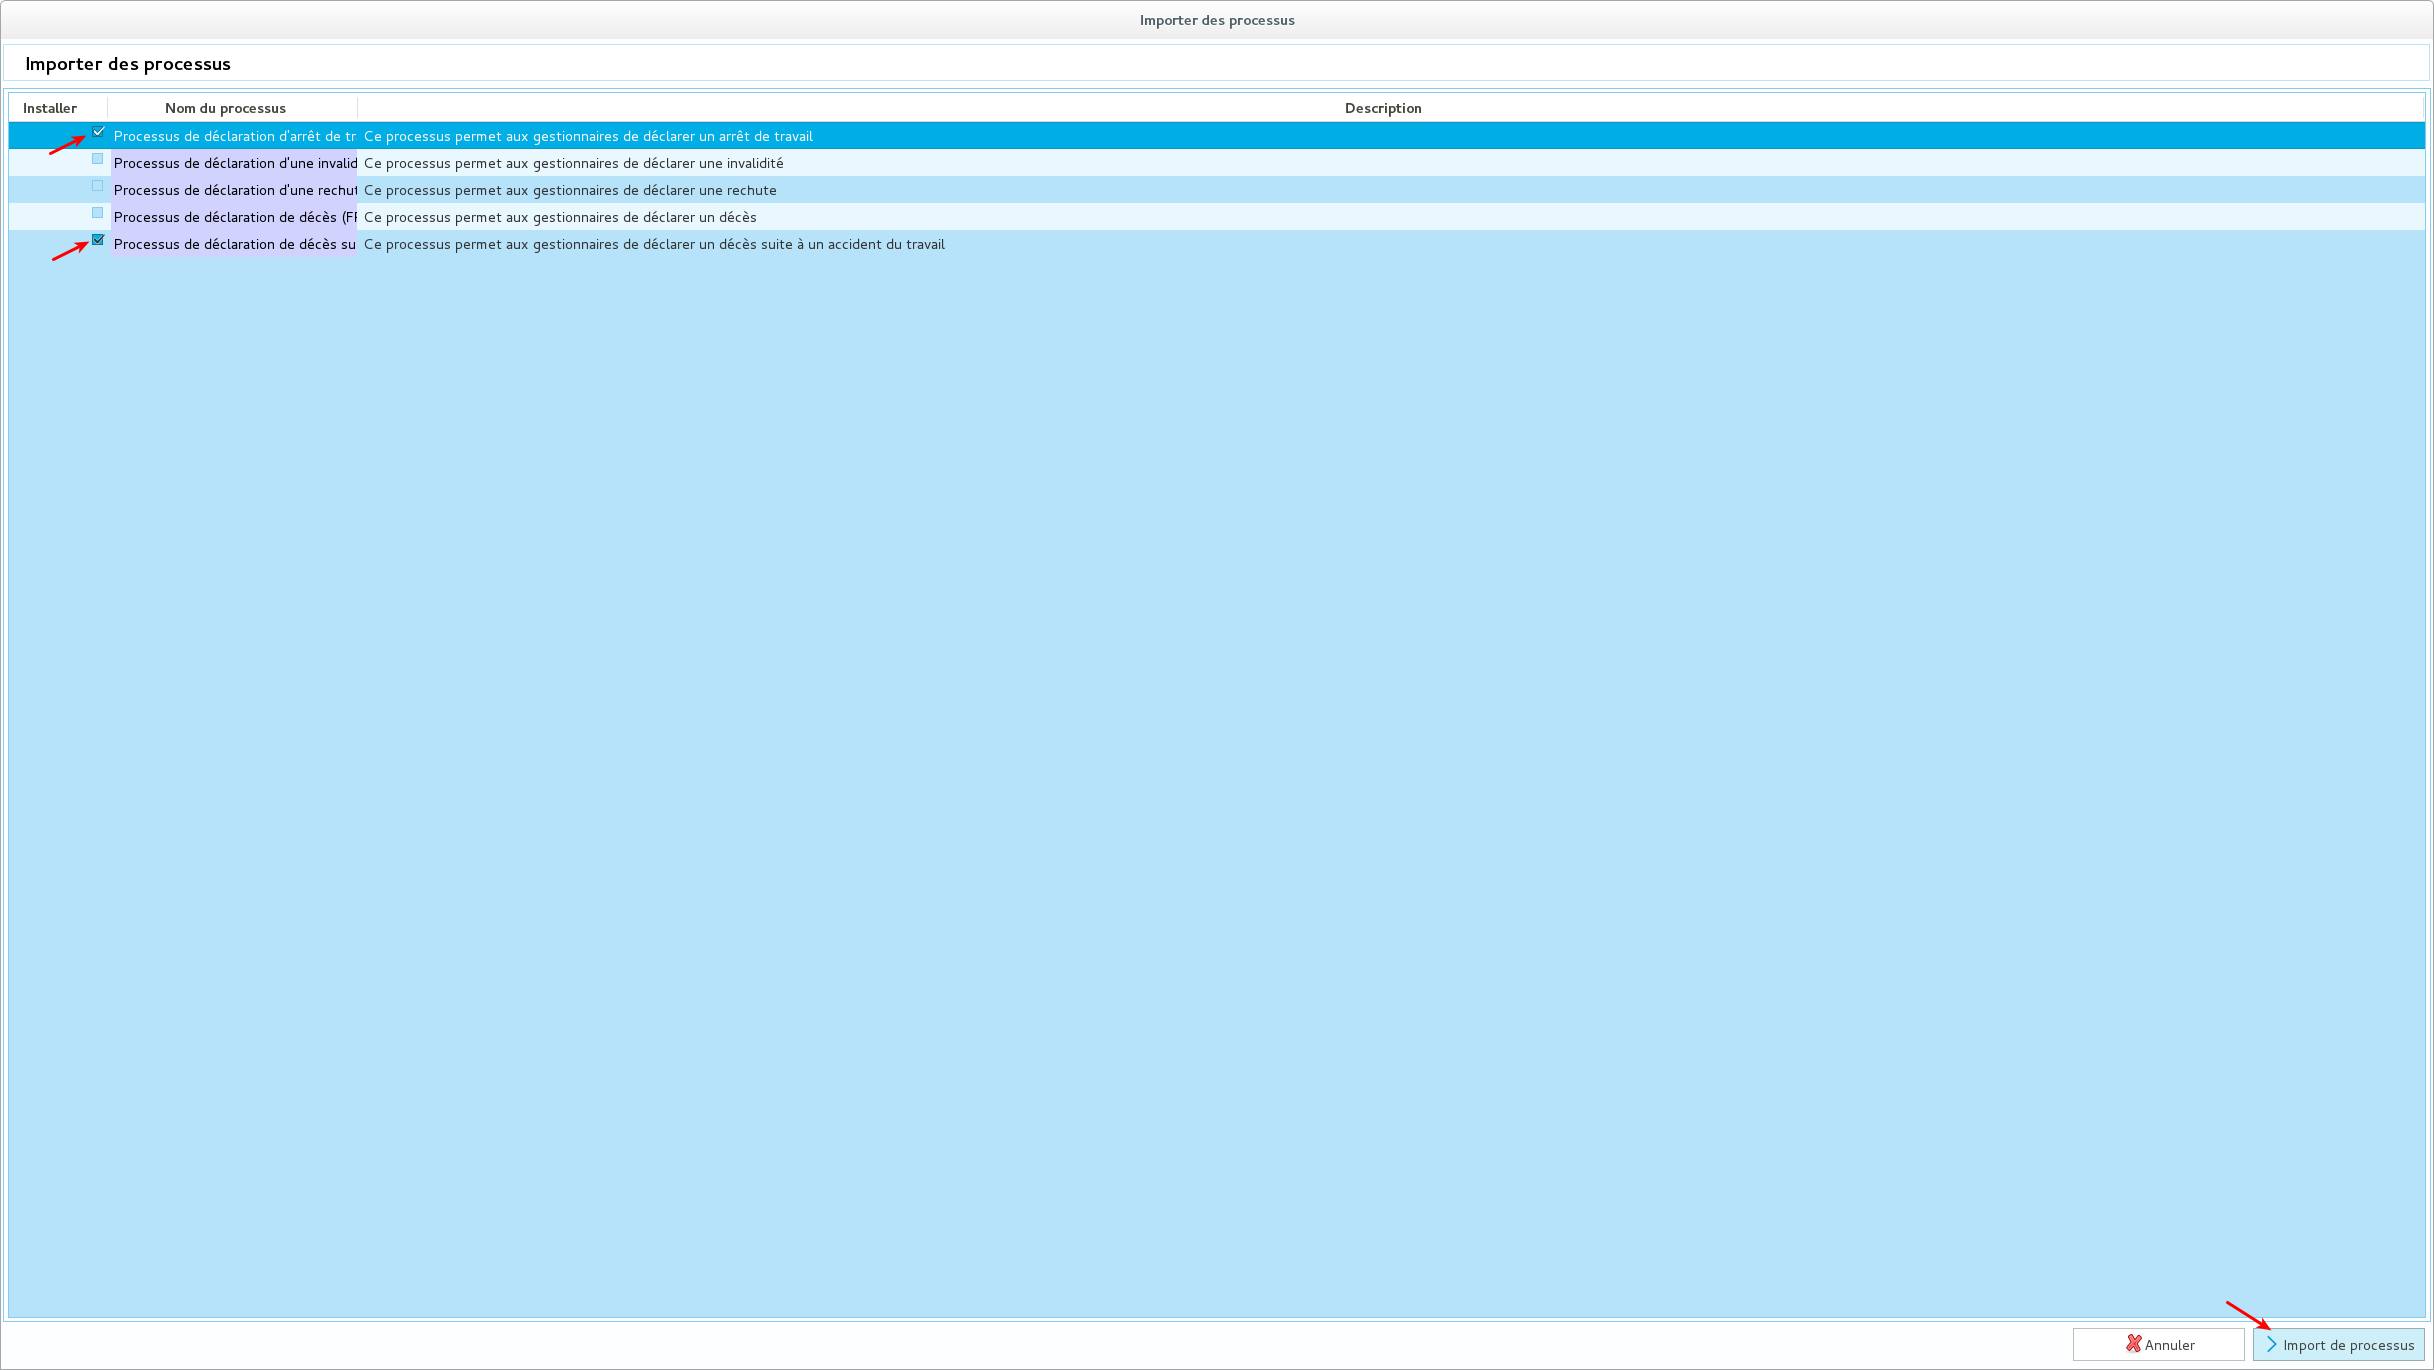 Importer des processus
Importer des processus
Installer Nom du processus Description
Processus de déclaration d'arrêt de tr Ce processus permet aux gestionnaires de déclarer un arrêt de travail
Processus de déclaration d'une invalid Ce processus permet aux gestionnaires de déclarer une invalidité
Processus de déclaration d'une rechut Ce processus permet aux gestionnaires de déclarer une rechute
Processus de déclaration de décès (FF Ce processus permet aux gestionnaires de déclarer un décès
Processus de déclaration de décès su Ce processus permet aux gestionnaires de déclarer un décès suite à un accident du travail
Annuler Import de processus